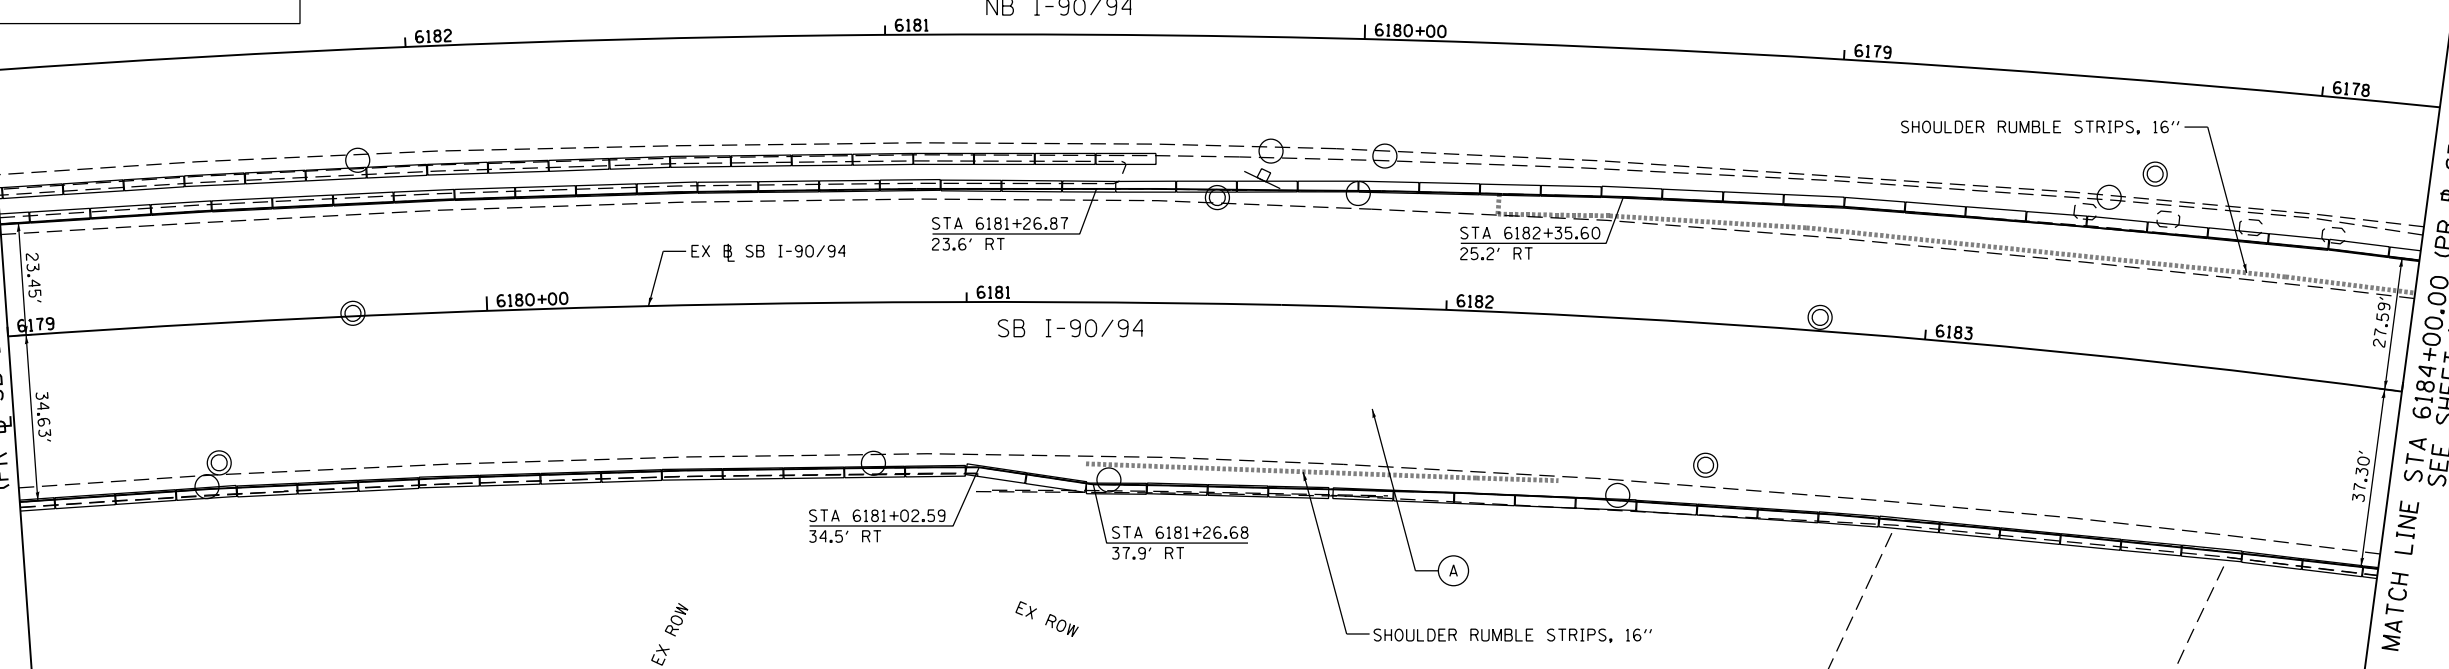 NB I-90/94
6182
6181
6180+00
6179
6178
SHOULDER RUMBLE STRIPS, 16"
STA 6181+26.87
23.6' RT
STA 6182+35.60
25.2' RT
EX BL SB I-90/94
23.45'
6179
6180+00
6181
6182
6183
SB I-90/94
27.59'
34.63'
37.30'
STA 6181+02.59
34.5' RT
STA 6181+26.68
37.9' RT
A
SHOULDER RUMBLE STRIPS, 16"
EX ROW
EX ROW
MATCH LINE STA 6184+00.00 (PR
SEE